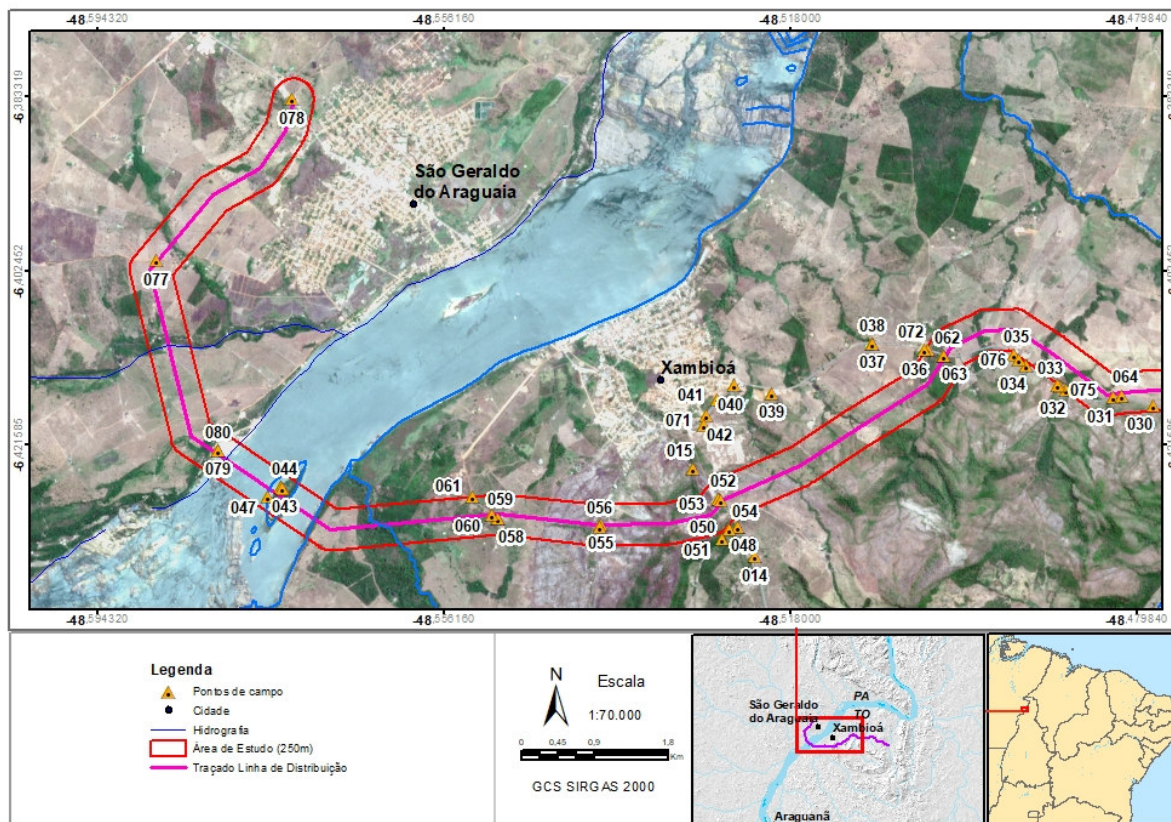 -48,594320 -48,556160 -48,518000 -48,479840
-6,383319
078
São Geraldo
do Araguaia
-6,402462
077
038
072
062
035
037
036
063
076
033
064
034
075
Xambioá
041
040
039
032
031
030
071
042
-6,421585
080
015
044
079
061
059
052
047
043
056
053
054
060
050
058
055
051
048
014
-48,594320 -48,556160 -48,518000 -48,479840
Legenda
Pontos de campo
Cidade
Hidrografia
Área de Estudo (250m)
Traçado Linha de Distribuição
N
Escala
1:70.000
0 0,45 0,9 1,8
Km
GCS SIRGAS 2000
PA
TO
São Geraldo
do Araguaia
Xambioá
Araguanã